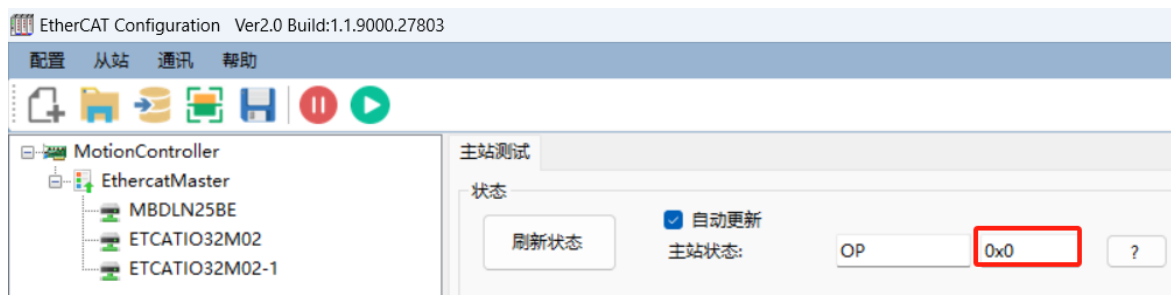 EtherCAT Configuration Ver2.0 Build:1.1.9000.27803
配置 从站 通讯 帮助
MotionController
EthercatMaster
MBDLN25BE
ETCATIO32M02
ETCATIO32M02-1
主站测试
状态
刷新状态
自动更新
主站状态: OP 0x0 ?